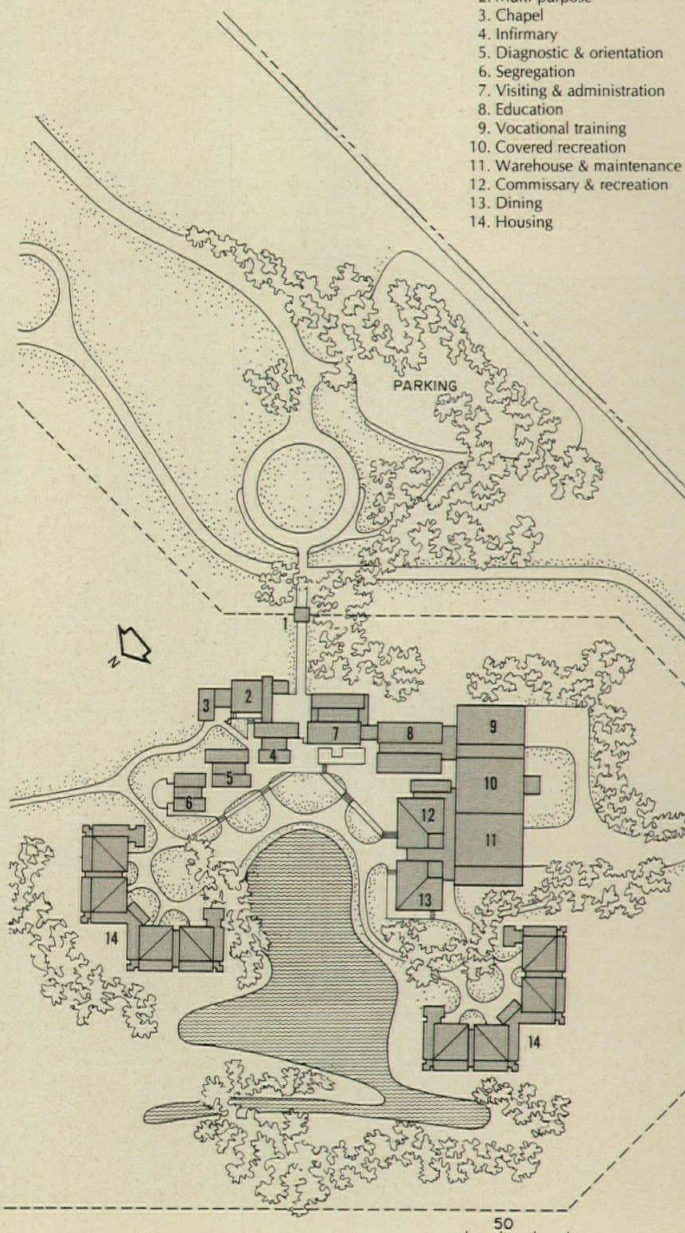 3. Chapel
4. Infirmary
5. Diagnostic & orientation
6. Segregation
7. Visiting & administration
8. Education
9. Vocational training
10. Covered recreation
11. Warehouse & maintenance
12. Commissary & recreation
13. Dining
14. Housing
PARKING
1
N
2
3
7
8
9
4
5
10
6
12
11
13
14
14
50